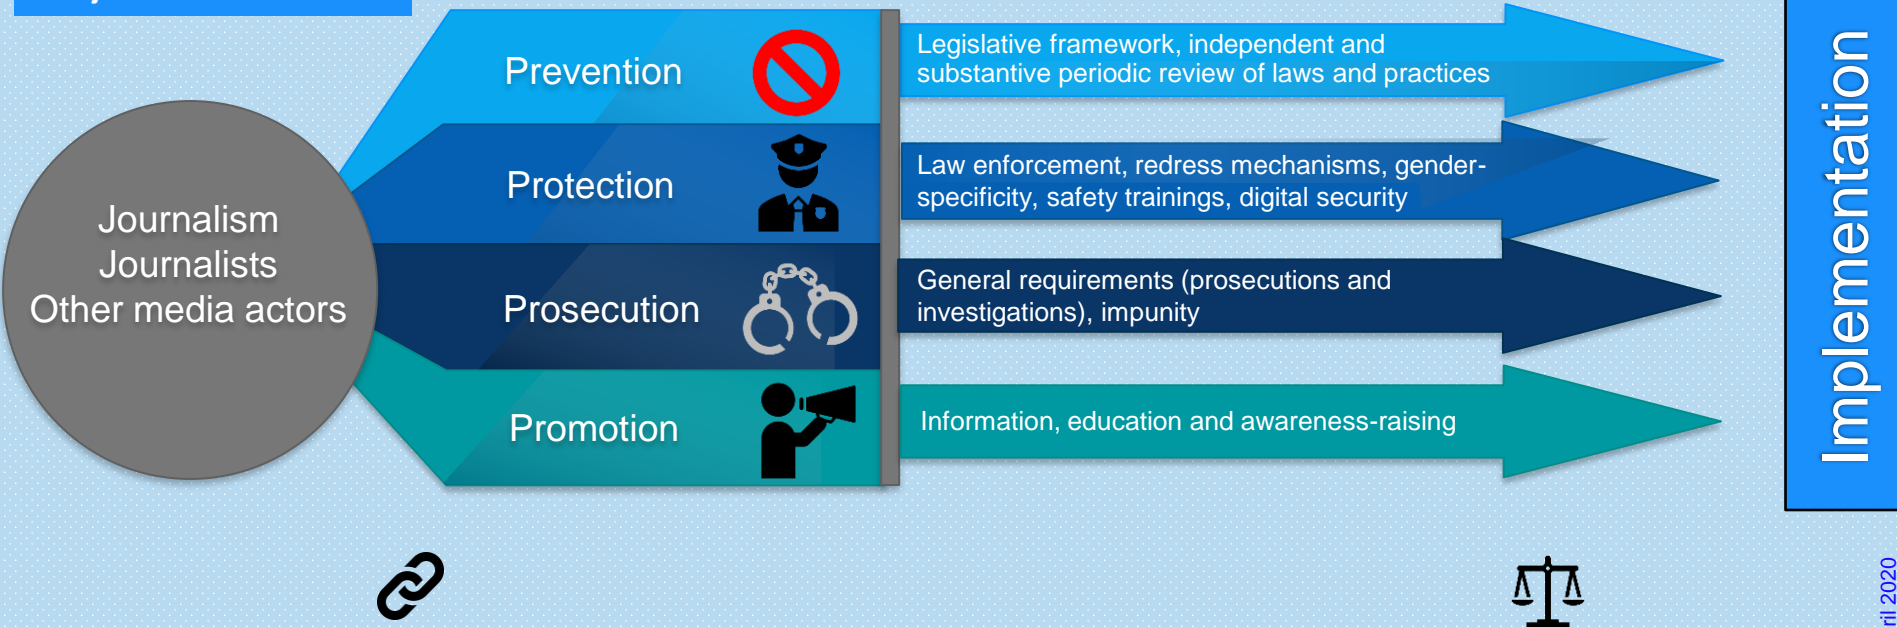 Journalism
Journalists
Other media actors
Prevention
Legislative framework, independent and
substantive periodic review of laws and practices
Protection
Law enforcement, redress mechanisms, gender-
specificity, safety trainings, digital security
Prosecution
General requirements (prosecutions and
investigations), impunity
Promotion
Information, education and awareness-raising
Implementation
2020